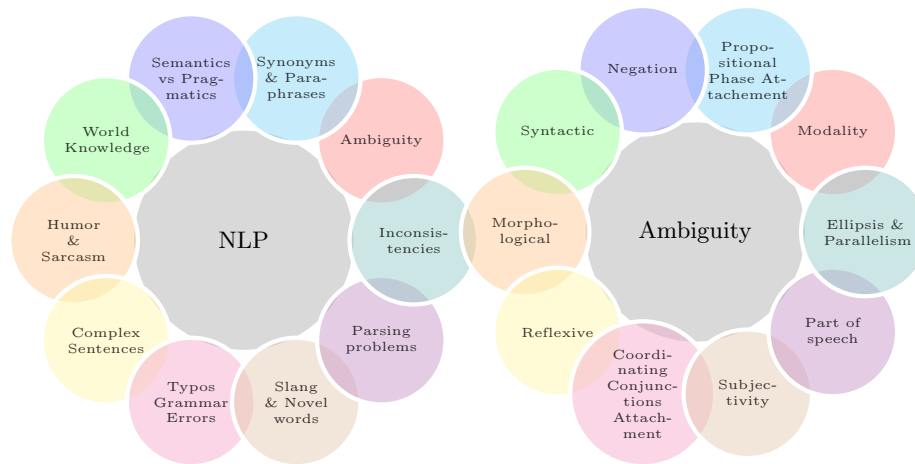 Semantics
vs Prag-
matics
Synonyms
& Para-
phrases
World
Knowledge
Ambiguity
Humor
&
Sarcasm
NLP
Inconsis-
tencies
Complex
Sentences
Parsing
problems
Typos
Grammar
Errors
Slang
& Novel
words
Negation
Propo-
sitional
Phase At-
tachement
Syntactic
Modality
Morpho-
logical
Ambiguity
Ellipsis &
Parallelism
Reflexive
Part of
speech
Coordi-
nating
Conjunc-
tions
Attach-
ment
Subjec-
tivity